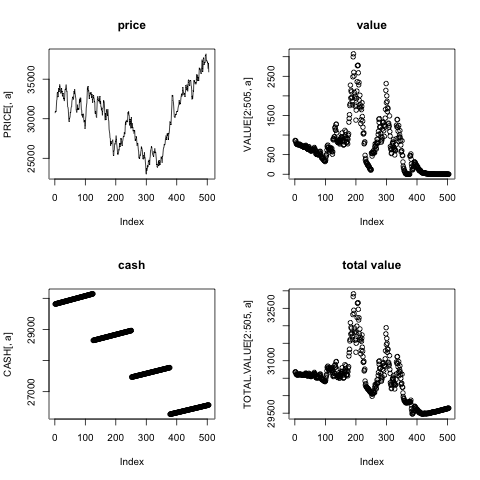 price
value
PRICE[, a]
25000 30000 35000
0 100 200 300 400 500
Index
VALUE[2:505, a]
0 500 1500 2500
0 100 200 300 400 500
Index
cash
total value
CASH[, a]
27000 29000
0 100 200 300 400 500
Index
TOTAL.VALUE[2:505, a]
29500 31000 32500
0 100 200 300 400 500
Index